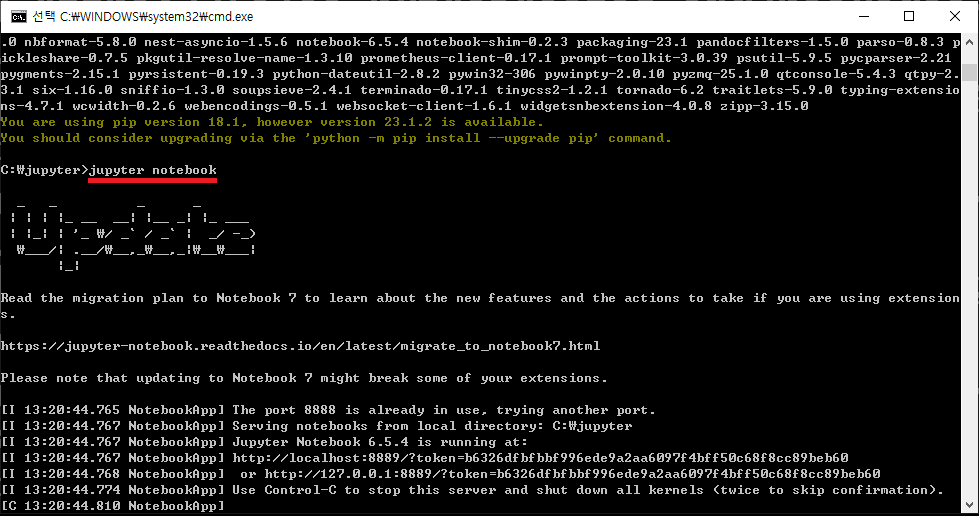 선택 C:₩WINDOWS₩system32₩cmd.exe
.0 nbformat-5.8.0 nest-asyncio-1.5.6 notebook-6.5.4 notebook-shim-0.2.3 packaging-23.1 pandocfilters-1.5.0 parso-0.8.3 p
ickleshare-0.7.5 pkgutil-resolve-name-1.3.10 prometheus-client-0.17.1 prompt-toolkit-3.0.39 psutil-5.9.5 pycparser-2.21
pygments-2.15.1 pyrsistent-0.19.3 python-dateutil-2.8.2 pywin32-306 pywinpty-2.0.10 pyzmq-25.1.0 qtconsole-5.4.3 qtpy-2.
3.1 six-1.16.0 sniffio-1.3.0 soupsieve-2.4.1 terminado-0.17.1 tinycss2-1.2.1 tornado-6.2 traitlets-5.9.0 typing-extensio
ns-4.7.1 wcwidth-0.2.6 webencodings-0.5.1 websocket-client-1.6.1 widgetsnbextension-4.0.8 zipp-3.15.0
You are using pip version 18.1, however version 23.1.2 is available.
You should consider upgrading via the 'python -m pip install --upgrade pip' command.
C:₩jupyter>jupyter notebook
Update
Read the migration plan to Notebook 7 to learn about the new features and the actions to take if you are using extension
s.
https://jupyter-notebook.readthedocs.io/en/latest/migrate_to_notebook7.html
Please note that updating to Notebook 7 might break some of your extensions.
[I 13:20:44.765 NotebookApp] The port 8888 is already in use, trying another port.
[I 13:20:44.767 NotebookApp] Serving notebooks from local directory: C:₩jupyter
[I 13:20:44.767 NotebookApp] Jupyter Notebook 6.5.4 is running at:
[I 13:20:44.767 NotebookApp] http://localhost:8889/?token=b6326dfbfbbf996ede9a2aa6097f4bff50c68f8cc89beb60
[I 13:20:44.768 NotebookApp]  or http://127.0.0.1:8889/?token=b6326dfbfbbf996ede9a2aa6097f4bff50c68f8cc89beb60
[I 13:20:44.774 NotebookApp] Use Control-C to stop this server and shut down all kernels (twice to skip confirmation).
[C 13:20:44.810 NotebookApp]